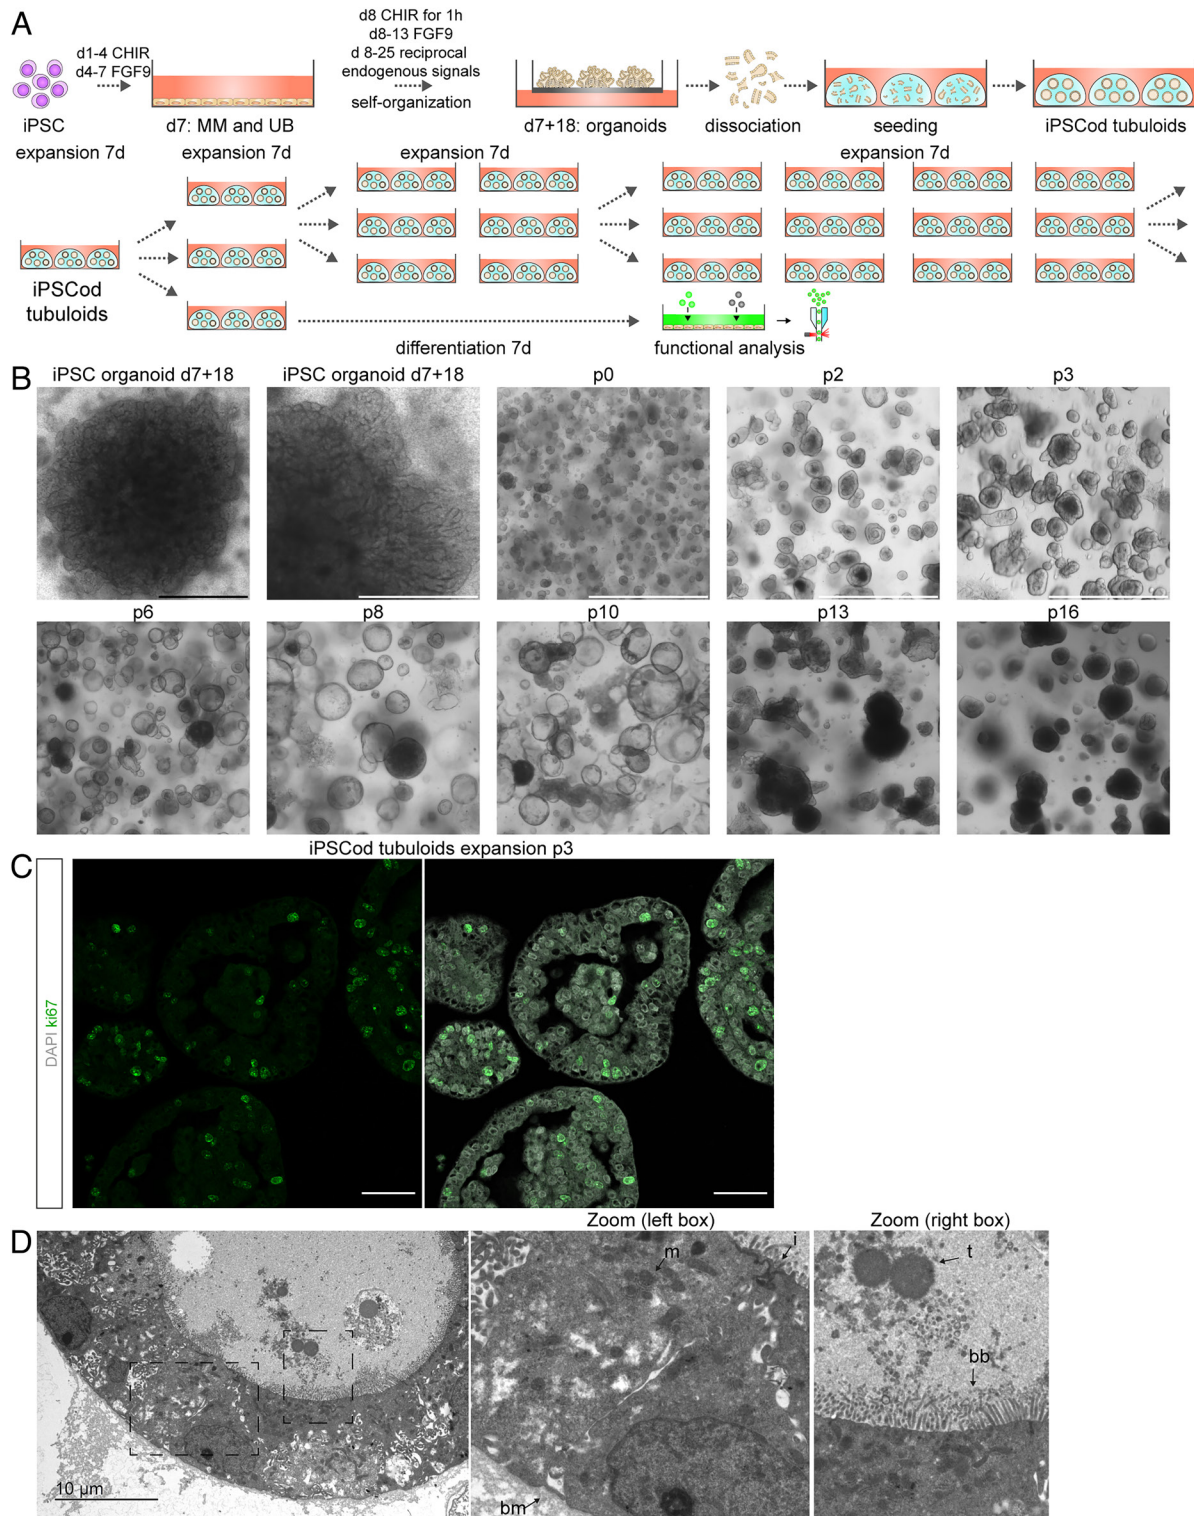 A
d1-4 CHIR
d4-7 FGF9
d8 CHIR for 1h
d8-13 FGF9
d 8-25 reciprocal
endogenous signals
self-organization
iPSC
d7: MM and UB
d7+18: organoids
dissociation
seeding
iPSCod tubuloids
expansion 7d
expansion 7d
expansion 7d
expansion 7d
iPSCod
tubuloids
differentiation 7d
functional analysis
B
iPSC organoid d7+18
iPSC organoid d7+18
p0
p2
p3
p6
p8
p10
p13
p16
C
iPSCod tubuloids expansion p3
DAPI ki67
D
Zoom (left box)
Zoom (right box)
m
i
t
bb
bm
10 µm